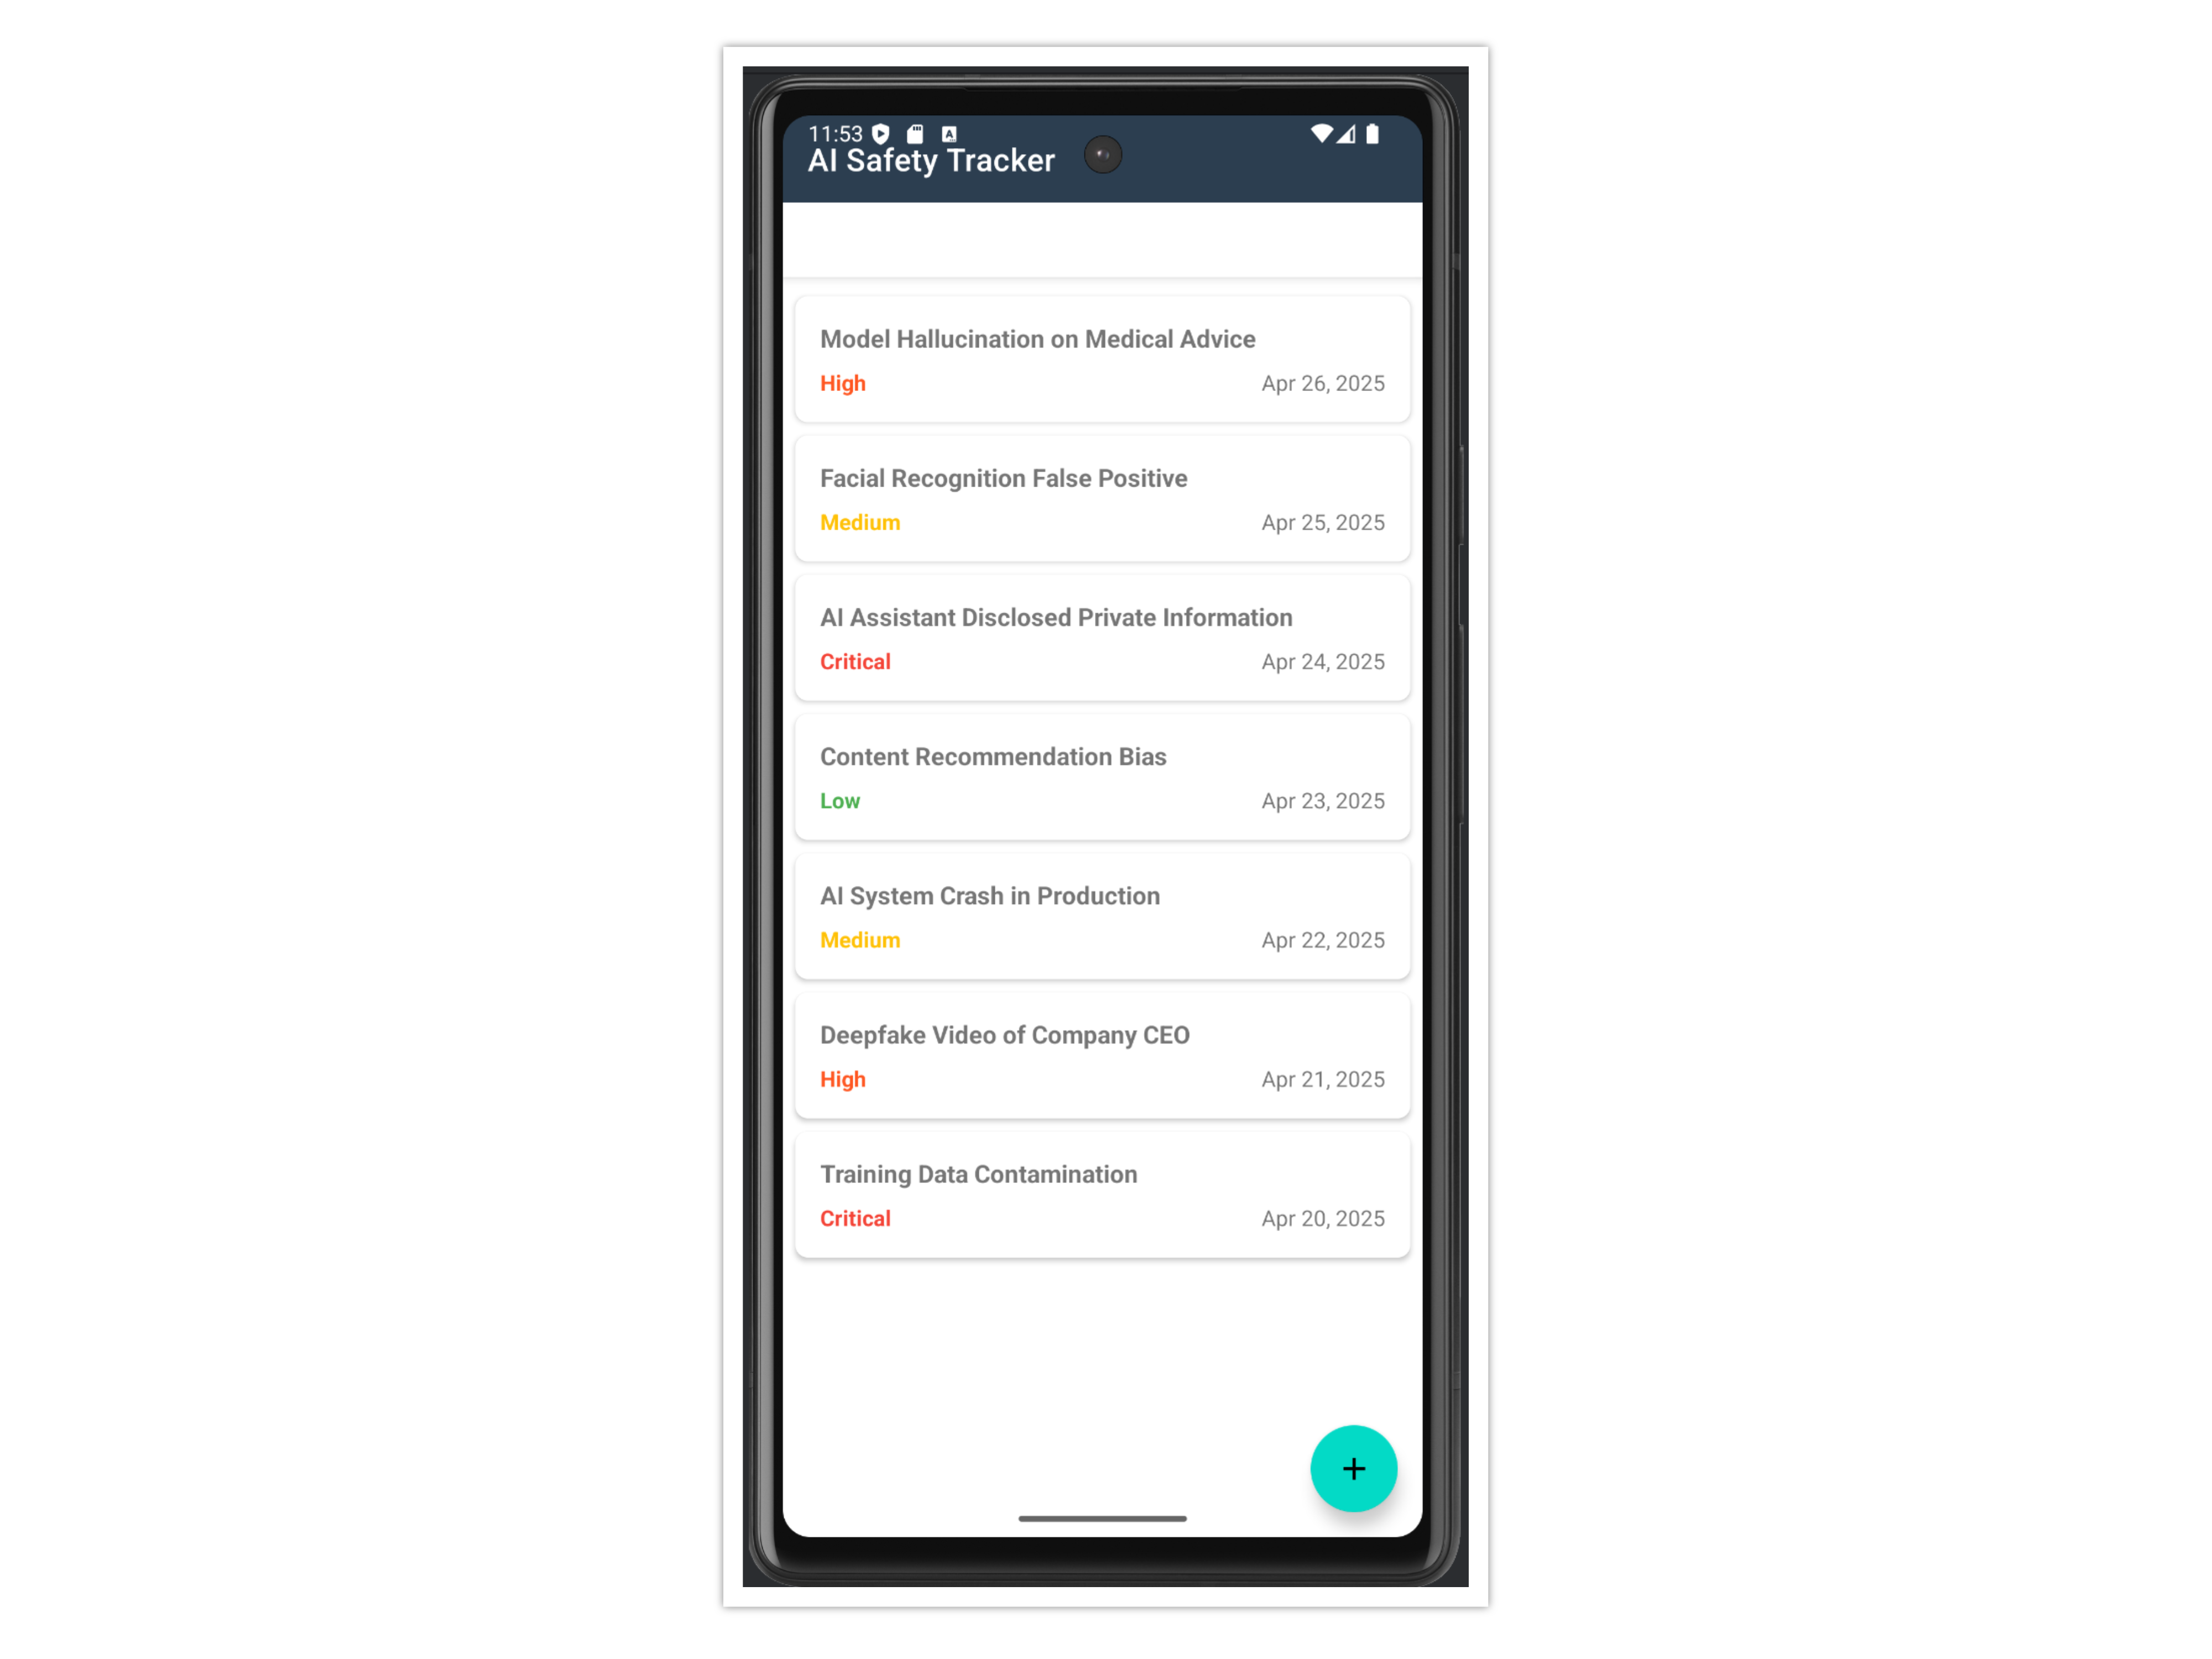 11:53
AI Safety Tracker
Model Hallucination on Medical Advice
High Apr 26, 2025
Facial Recognition False Positive
Medium Apr 25, 2025
AI Assistant Disclosed Private Information
Critical Apr 24, 2025
Content Recommendation Bias
Low Apr 23, 2025
AI System Crash in Production
Medium Apr 22, 2025
Deepfake Video of Company CEO
High Apr 21, 2025
Training Data Contamination
Critical Apr 20, 2025
+